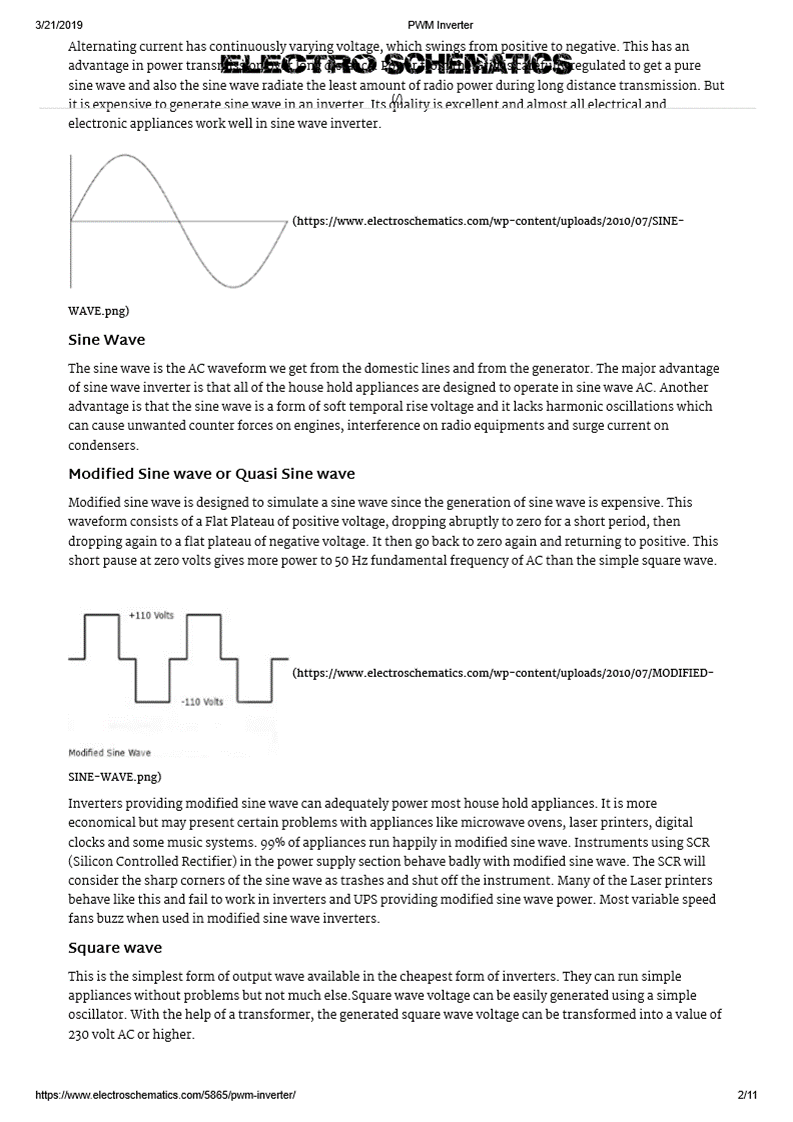 3/21/2019 PWM Inverter
Alternating current has continuously varying voltage, which swings from positive to negative. This has an
ELECTRO SCHEMATICS
advantage in power regulated to get a pure
sine wave and also the sine wave radiate the least amount of radio power during long distance transmission. But
it is expensive to generate sine wave in an inverter. Its quality is excellent and almost all electrical and
electronic appliances work well in sine wave inverter.
(https://www.electroschematics.com/wp-content/uploads/2010/07/SINE-
WAVE.png)
Sine Wave
The sine wave is the AC waveform we get from the domestic lines and from the generator. The major advantage
of sine wave inverter is that all of the house hold appliances are designed to operate in sine wave AC. Another
advantage is that the sine wave is a form of soft temporal rise voltage and it lacks harmonic oscillations which
can cause unwanted counter forces on engines, interference on radio equipments and surge current on
condensers.
Modified Sine wave or Quasi Sine wave
Modified sine wave is designed to simulate a sine wave since the generation of sine wave is expensive. This
waveform consists of a Flat Plateau of positive voltage, dropping abruptly to zero for a short period, then
dropping again to a flat plateau of negative voltage. It then go back to zero again and returning to positive. This
short pause at zero volts gives more power to 50 Hz fundamental frequency of AC than the simple square wave.
+110 Volts
(https://www.electroschematics.com/wp-content/uploads/2010/07/MODIFIED-
-110 Volts
Modified Sine Wave
SINE-WAVE.png)
Inverters providing modified sine wave can adequately power most house hold appliances. It is more
economical but may present certain problems with appliances like microwave ovens, laser printers, digital
clocks and some music systems. 99% of appliances run happily in modified sine wave. Instruments using SCR
(Silicon Controlled Rectifier) in the power supply section behave badly with modified sine wave. The SCR will
consider the sharp corners of the sine wave as trashes and shut off the instrument. Many of the Laser printers
behave like this and fail to work in inverters and UPS providing modified sine wave power. Most variable speed
fans buzz when used in modified sine wave inverters.
Square wave
This is the simplest form of output wave available in the cheapest form of inverters. They can run simple
appliances without problems but not much else.Square wave voltage can be easily generated using a simple
oscillator. With the help of a transformer, the generated square wave voltage can be transformed into a value of
230 volt AC or higher.
https://www.electroschematics.com/5865/pwm-inverter/ 2/11